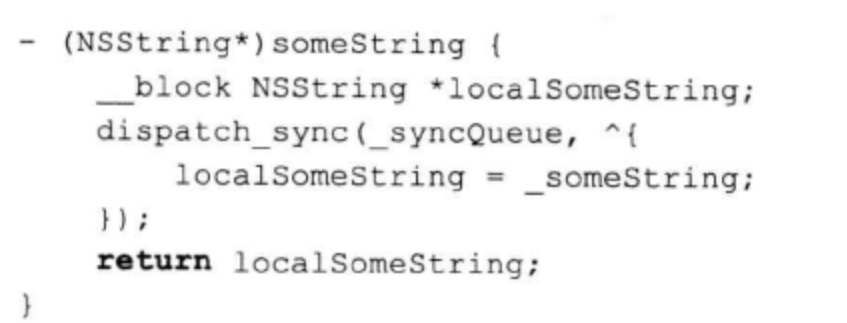 - (NSString*)someString {
    __block NSString *localSomeString;
    dispatch_sync(_syncQueue, ^{
        localSomeString = _someString;
    });
    return localSomeString;
}